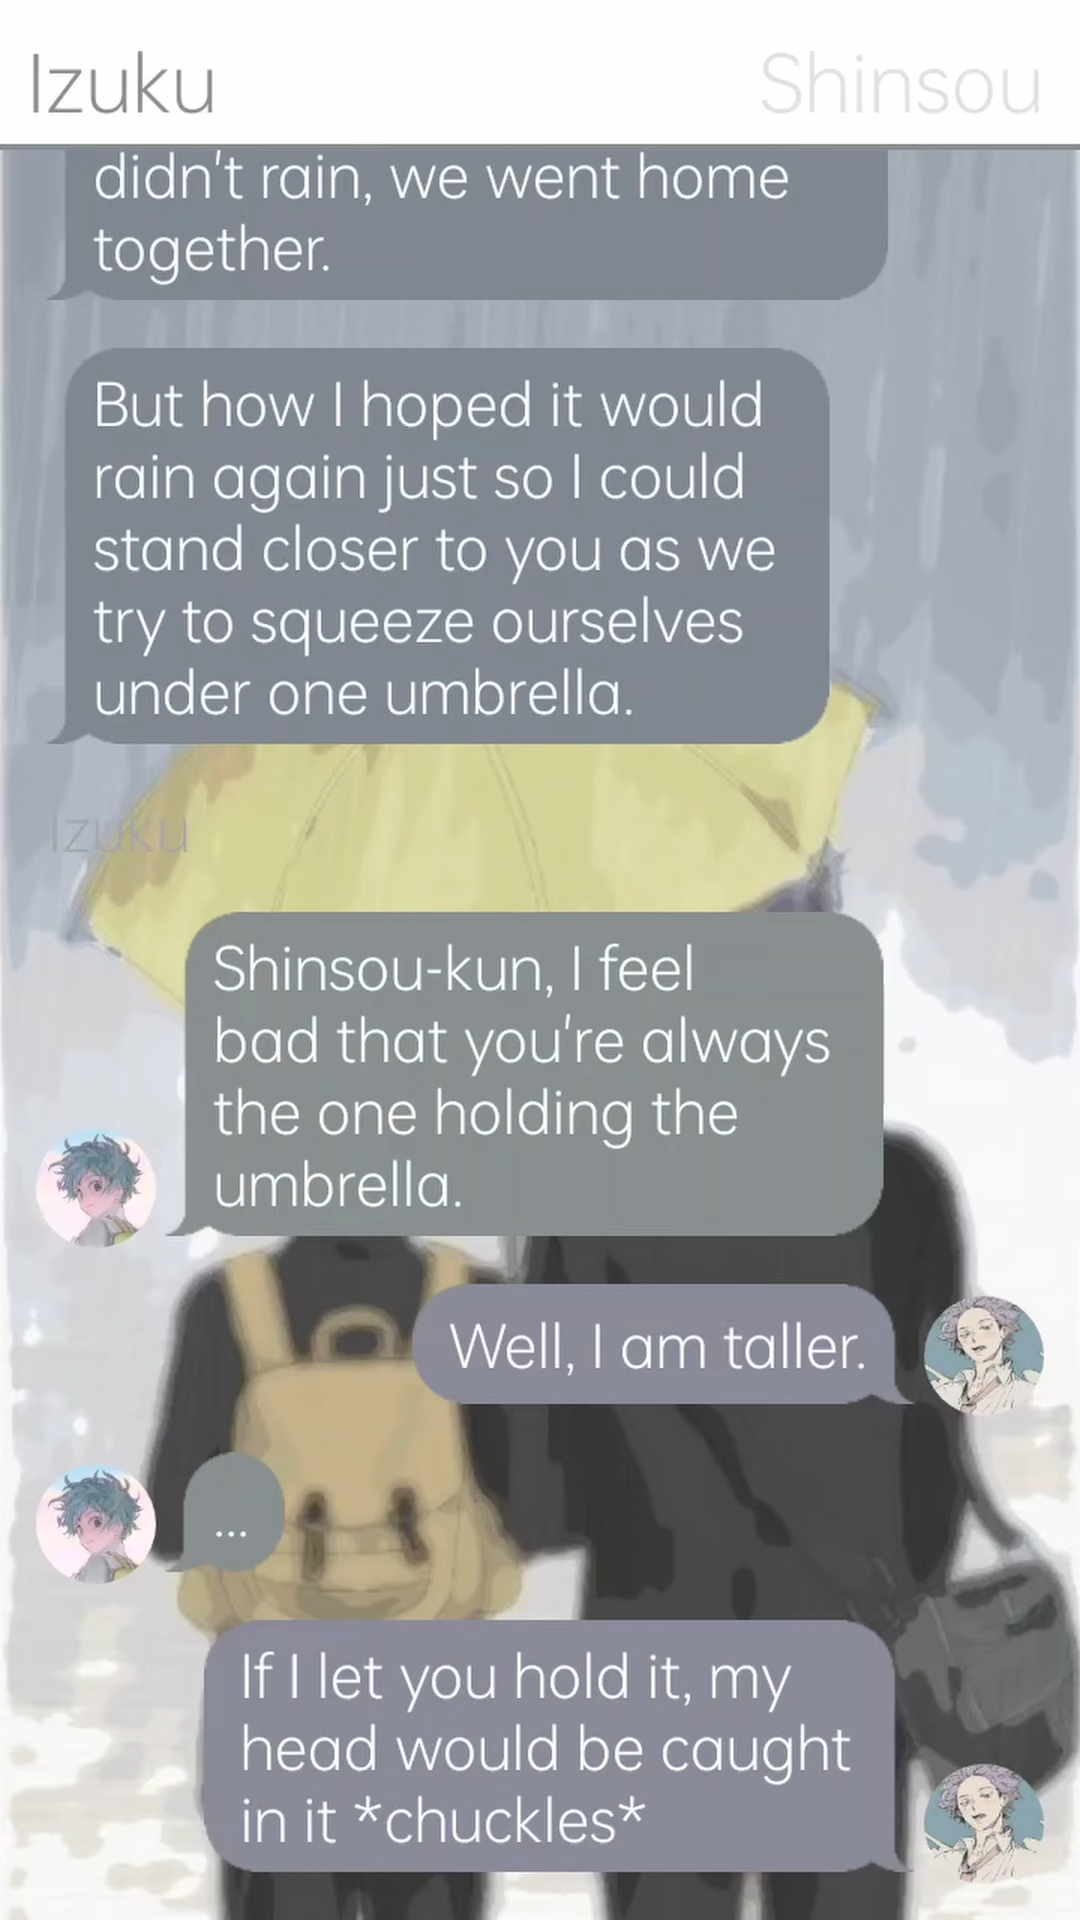 Izuku
Shinsou
didn't rain, we went home
together.
But how I hoped it would
rain again just so I could
stand closer to you as we
try to squeeze ourselves
under one umbrella.
Izuku
Shinsou-kun, I feel
bad that you're always
the one holding the
umbrella.
Well, I am taller.
...
If I let you hold it, my
head would be caught
in it *chuckles*